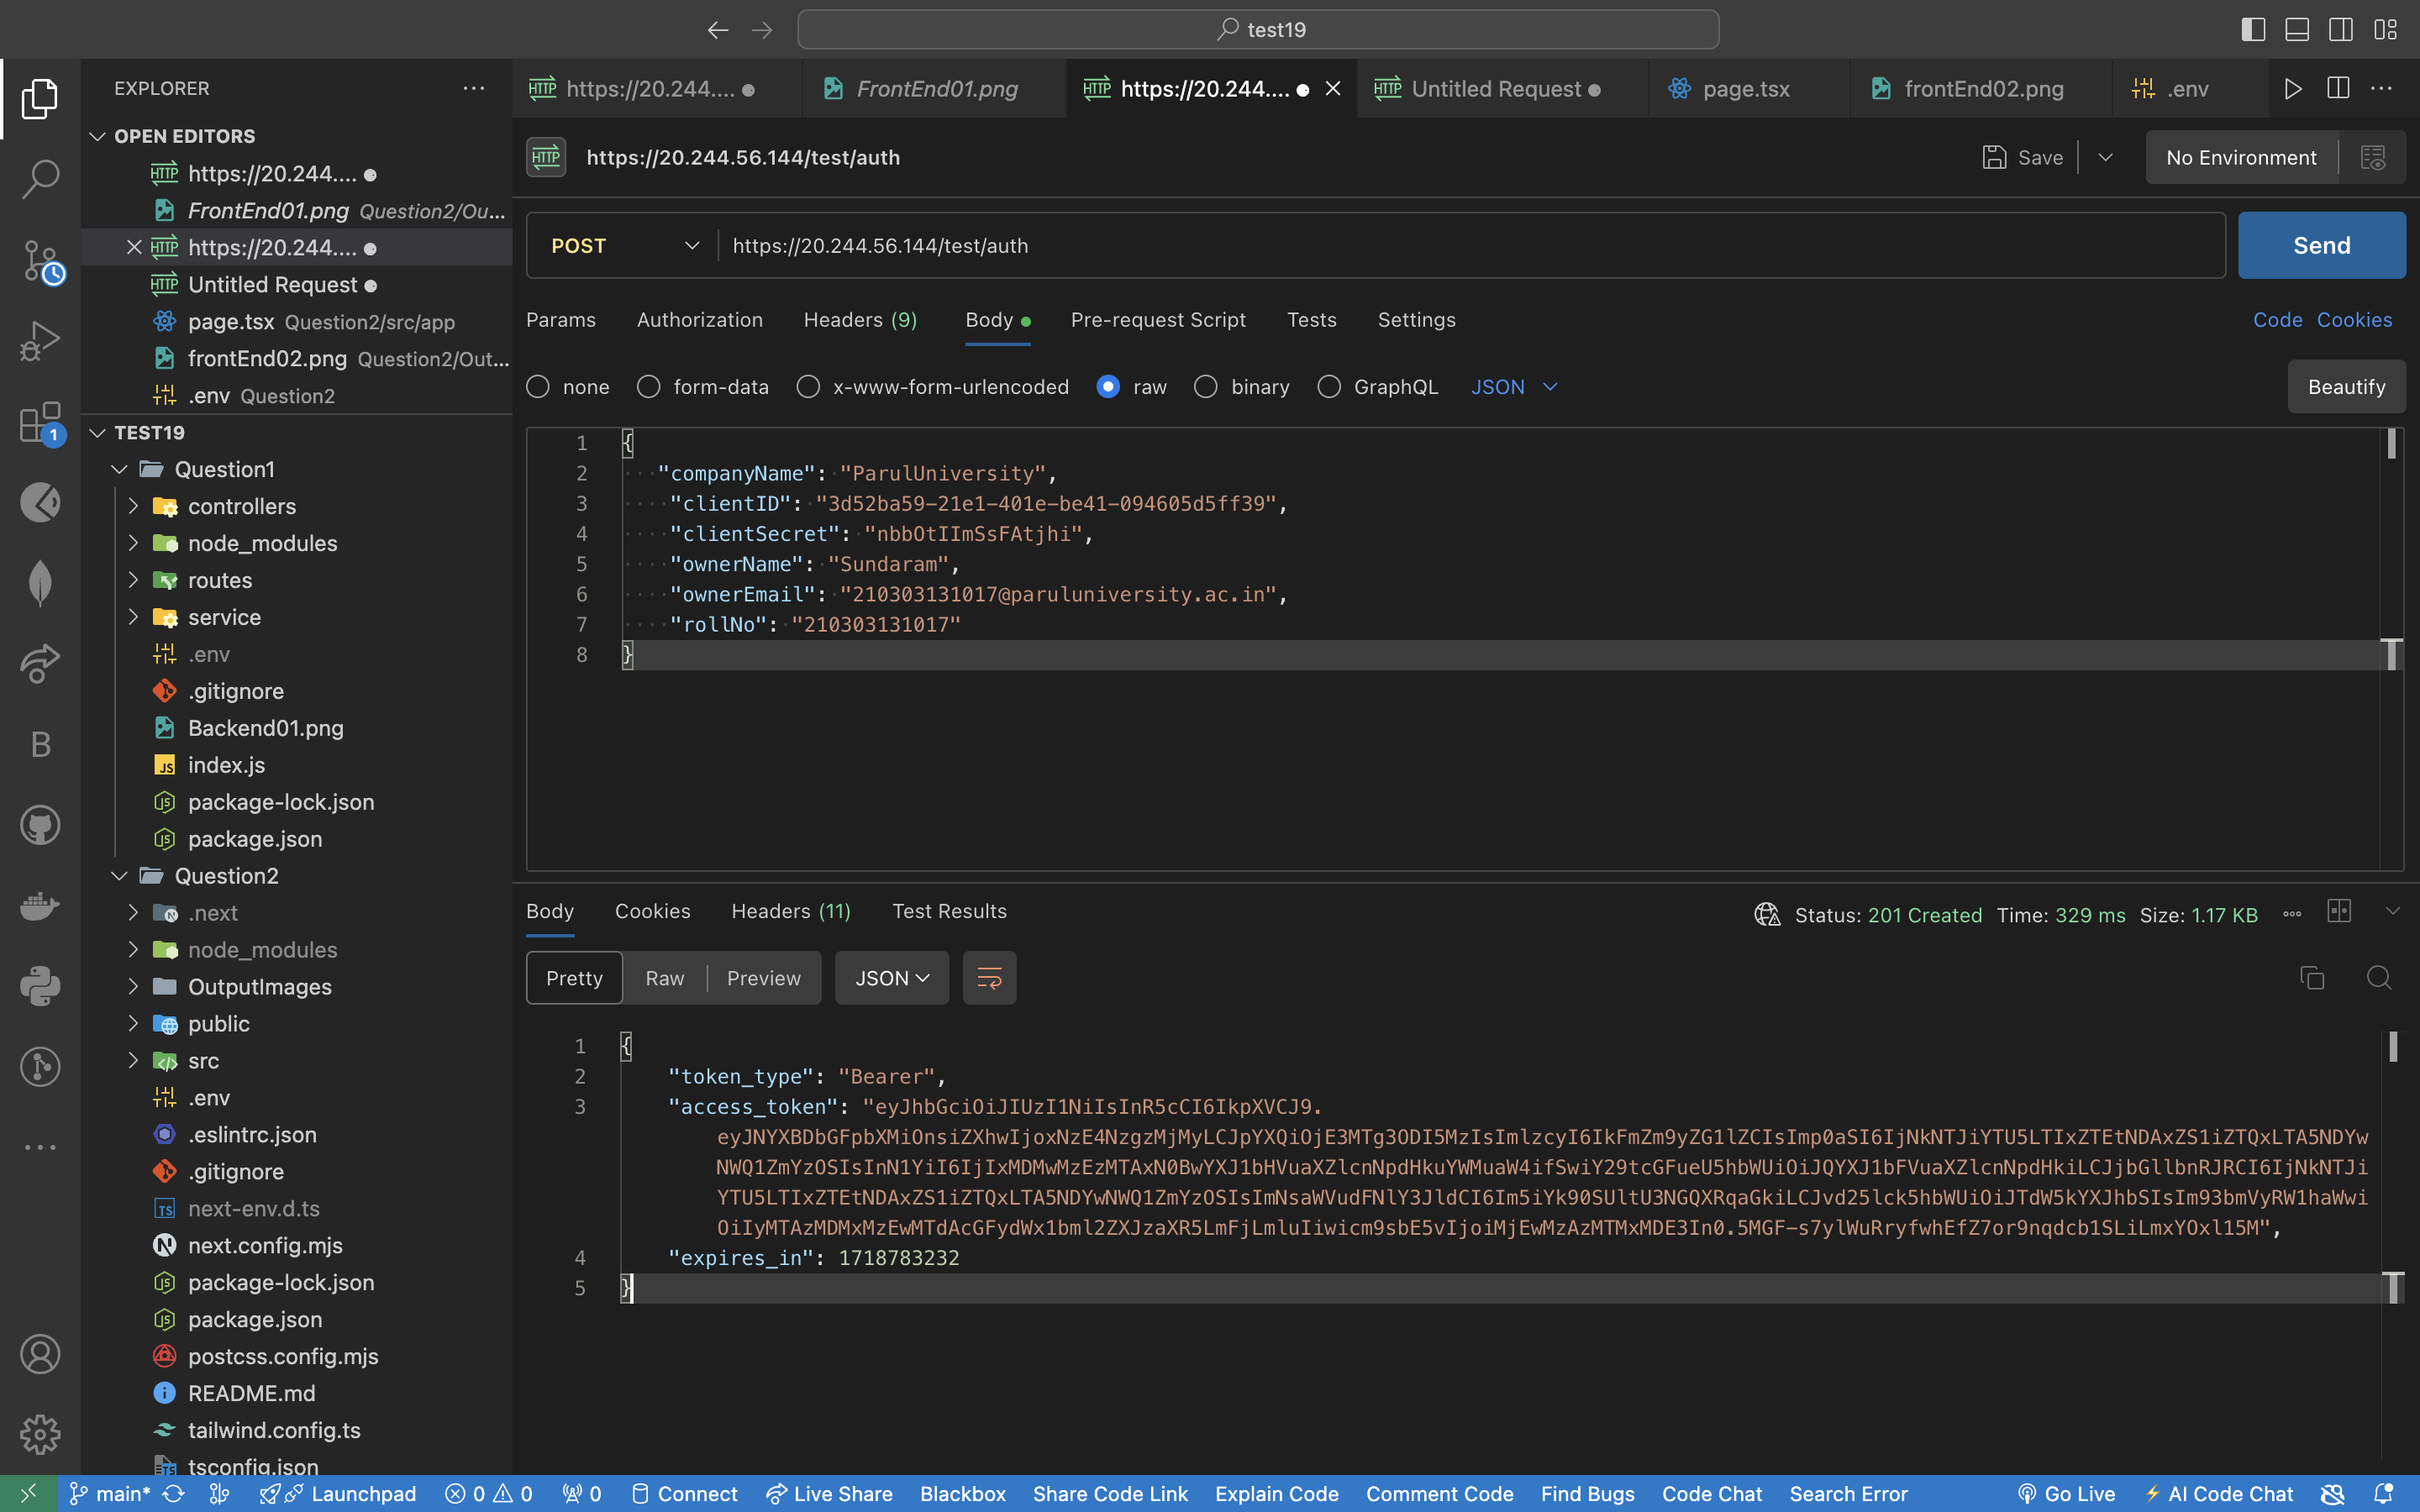 test19
EXPLORER
OPEN EDITORS
https://20.244....
FrontEnd01.png Question2/Ou...
https://20.244....
Untitled Request
page.tsx Question2/src/app
frontEnd02.png Question2/Out...
.env Question2
TEST19
Question1
controllers
node_modules
routes
service
.env
.gitignore
Backend01.png
index.js
package-lock.json
package.json
Question2
.next
node_modules
OutputImages
public
src
.env
.eslintrc.json
.gitignore
next-env.d.ts
next.config.mjs
package-lock.json
package.json
postcss.config.mjs
README.md
tailwind.config.ts
tsconfig.json
https://20.244.... FrontEnd01.png https://20.244.... Untitled Request page.tsx frontEnd02.png .env
HTTP https://20.244.56.144/test/auth Save No Environment
POST https://20.244.56.144/test/auth Send
Params Authorization Headers (9) Body Pre-request Script Tests Settings Code Cookies
none form-data x-www-form-urlencoded raw binary GraphQL JSON Beautify
1 {
2 "companyName": "ParulUniversity",
3 "clientID": "3d52ba59-21e1-401e-be41-094605d5ff39",
4 "clientSecret": "nbbOtIImSsFAtjhi",
5 "ownerName": "Sundaram",
6 "ownerEmail": "210303131017@paruluniversity.ac.in",
7 "rollNo": "210303131017"
8 }
Body Cookies Headers (11) Test Results Status: 201 Created Time: 329 ms Size: 1.17 KB
Pretty Raw Preview JSON
1 {
2 "token_type": "Bearer",
3 "access_token": "eyJhbGciOiJIUzI1NiIsInR5cCI6IkpXVCJ9.
eyJNYXBDbGFpbXMiOnsiZXhwIjoxNzE4NzgzMjMyLCJpYXQiOjE3MTg3ODI5MzIsImlzcyI6IkFmZm9yZG1lZCIsImp0aSI6IjNkNTJiYTU5LTIxZTEtNDAxZS1iZTQxLTA5NDYw
NWQ1ZmYzOSIsInN1YiI6IjIxMDMwMzEzMTAxN0BwYXJ1bHVuaXZlcnNpdHkuYWMuaW4ifSwiY29tcGFueU5hbWUiOiJQYXJ1bFVuaXZlcnNpdHkiLCJjbGllbnRJRCI6IjNkNTJi
YTU5LTIxZTEtNDAxZS1iZTQxLTA5NDYwNWQ1ZmYzOSIsImNsaWVudFNlY3JldCI6Im5iYk90SUltU3NGQXRqaGkiLCJvd25lck5hbWUiOiJTdW5kYXJhbSIsIm93bmVyRW1haWwi
OiIyMTAzMDMxMzEwMTdAcGFydWx1bml2ZXJzaXR5LmFjLmluIiwicm9sbE5vIjoiMjEwMzAzMTMxMDE3In0.5MGF-s7ylWuRryfwhEfZ7or9nqdcb1SLiLmxYOxl15M",
4 "expires_in": 1718783232
5 }
main* Launchpad 0 0 0 Connect Live Share Blackbox Share Code Link Explain Code Comment Code Find Bugs Code Chat Search Error Go Live AI Code Chat